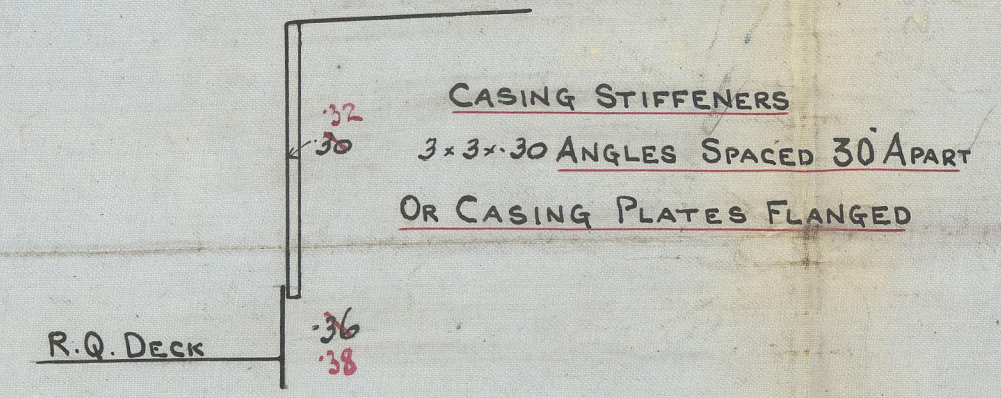 ·32
·30
CASING STIFFENERS
3 × 3 × ·30 ANGLES SPACED 30" APART
OR CASING PLATES FLANGED
R.Q. DECK
·36
·38